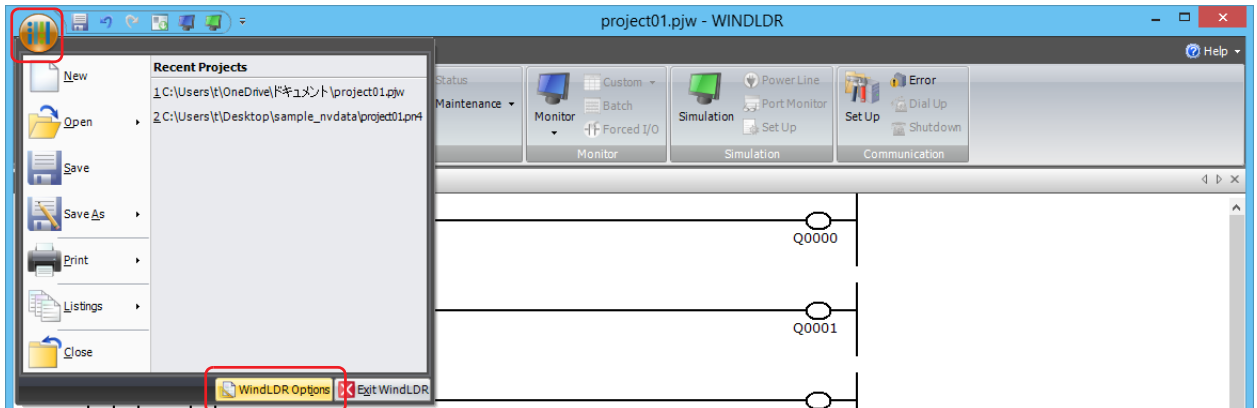 project01.pjw - WINDLDR
Help
New
Open
Save
Save As
Print
Listings
Close
Recent Projects
1 C:\Users\t\OneDrive\ドキュメント\project01.pjw
2 C:\Users\t\Desktop\sample_nvdata\project01.pn4
WindLDR Options
Exit WindLDR
Status
Maintenance
Monitor
Custom
Batch
Forced I/O
Monitor
Simulation
Power Line
Port Monitor
Set Up
Simulation
Set Up
Error
Dial Up
Shutdown
Communication
Q0000
Q0001